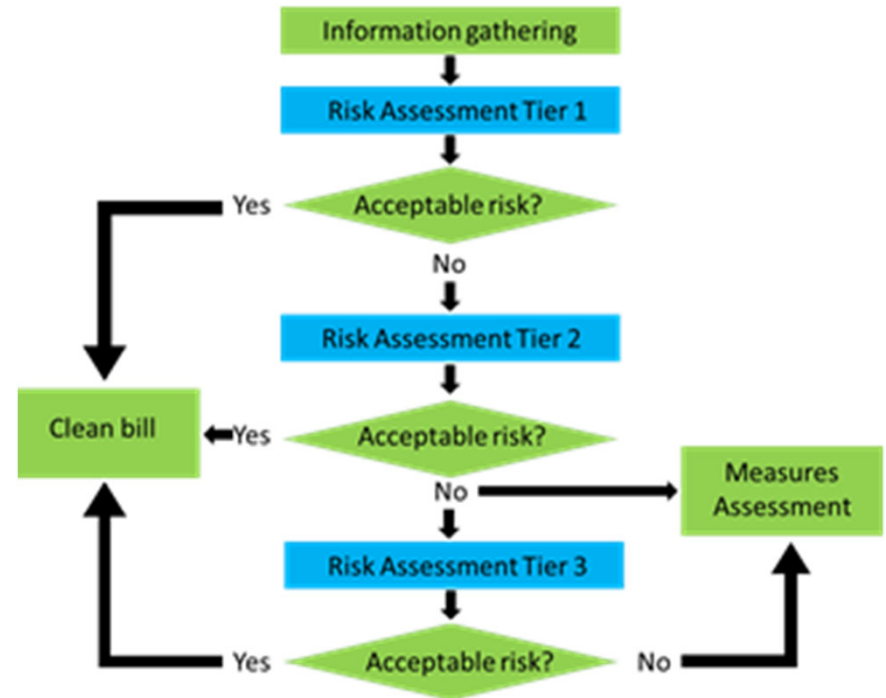 Information gathering
Risk Assessment Tier 1
Yes
Acceptable risk?
No
Risk Assessment Tier 2
Clean bill
Yes
Acceptable risk?
No
Measures
Assessment
Risk Assessment Tier 3
Yes
Acceptable risk?
No